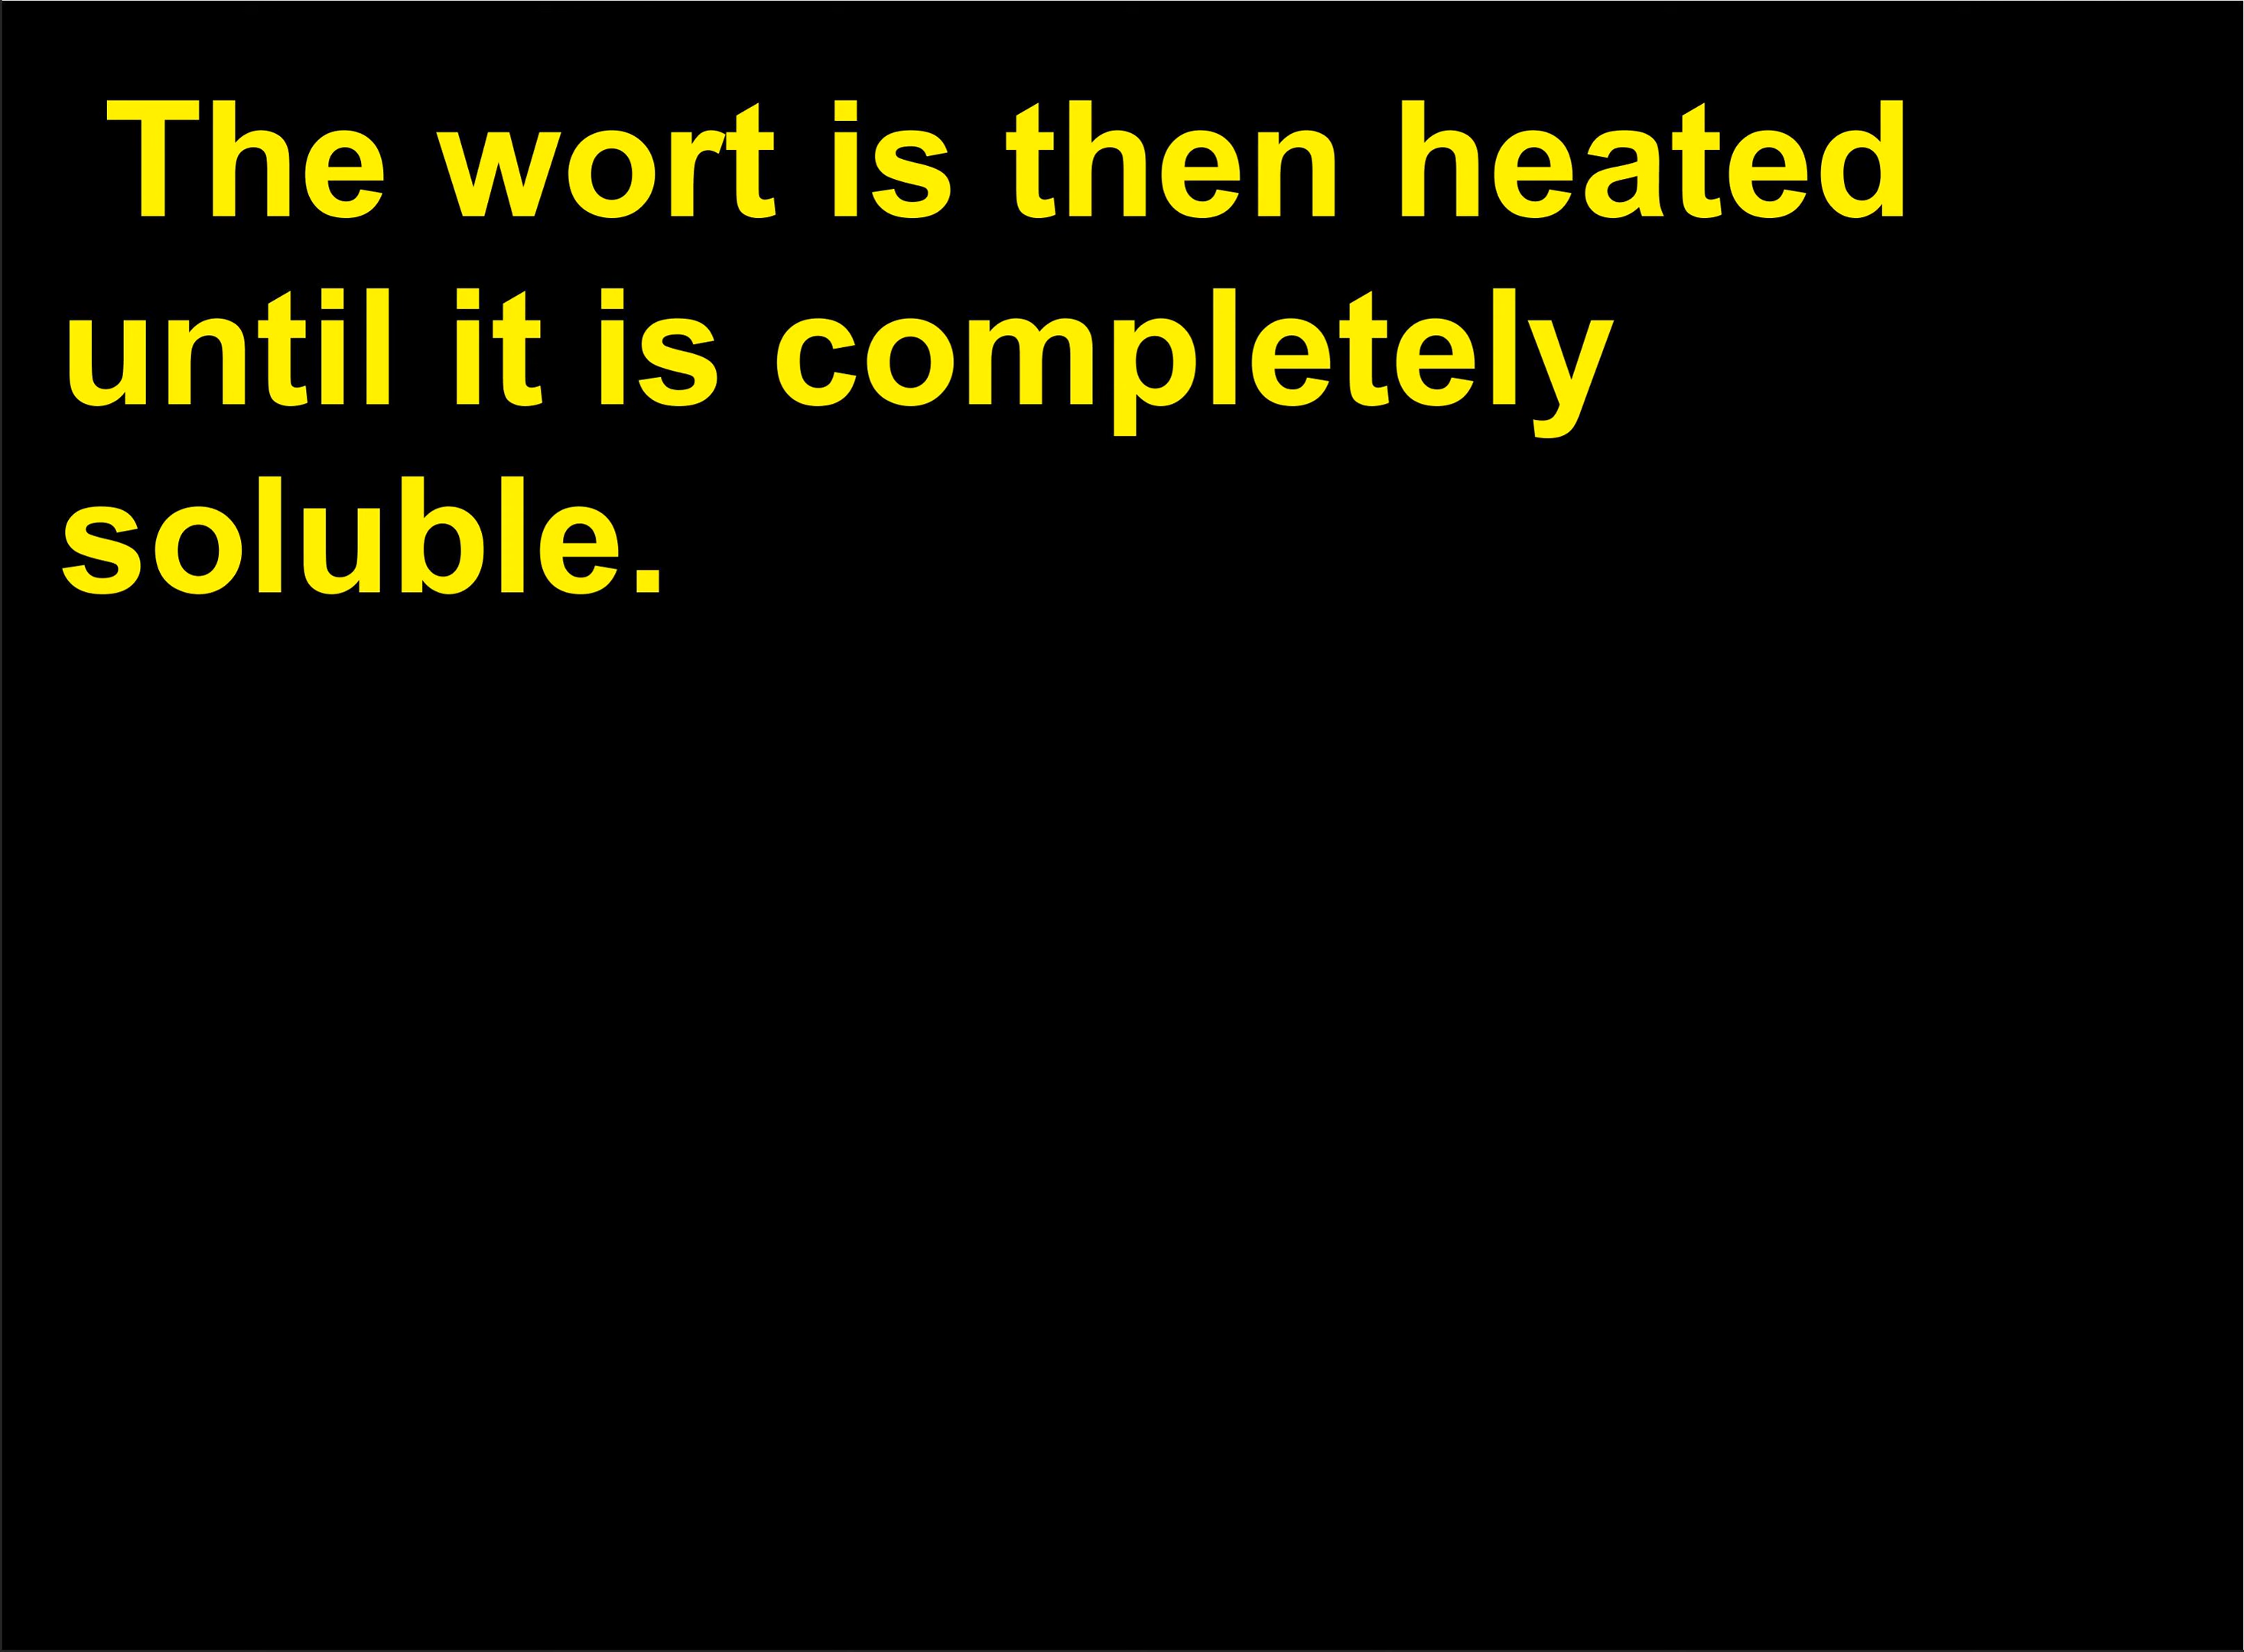 The wort is then heated
until it is completely
soluble.